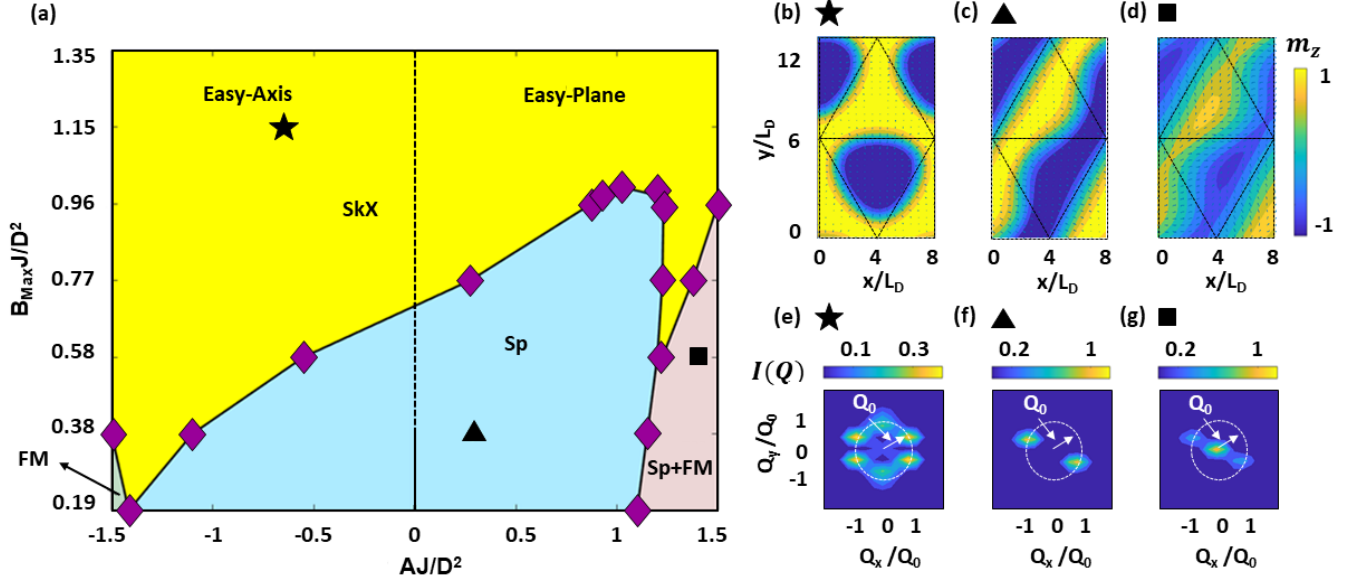 (a)
1.35
1.15
0.96
0.77
0.58
0.38
0.19
B_Max J/D²
Easy-Axis
Easy-Plane
SkX
Sp
Sp+FM
FM
-1.5
-1
-0.5
0
0.5
1
1.5
AJ/D²
(b)
(c)
(d)
m_z
1
-1
12
6
0
y/L_D
0 8
x/L_D
0 4 8
x/L_D
0 4 8
x/L_D
(e)
(f)
(g)
I(Q)
0.1 0.3
0.2 1
0.2 1
Q_0
Q_0
Q_0
1
0
-1
Q_y/Q_0
-1 0 1
Q_x/Q_0
-1 0 1
Q_x/Q_0
-1 0 1
Q_x/Q_0